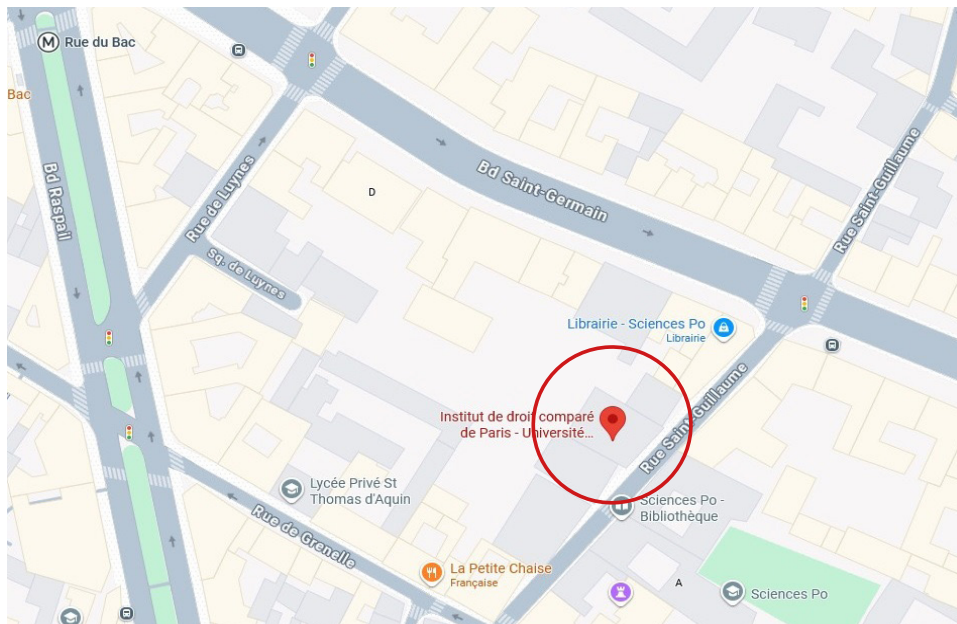 M
Rue du Bac
Bac
Bd Raspail
Rue de Luynes
Sq. de Luynes
D
Bd Saint-Germain
Rue Saint-Guillaume
Librairie - Sciences Po
Librairie
Institut de droit comparé
de Paris - Université...
Rue Saint-Guillaume
Lycée Privé St
Thomas d'Aquin
Sciences Po -
Bibliothèque
Rue de Grenelle
La Petite Chaise
Française
A
Sciences Po